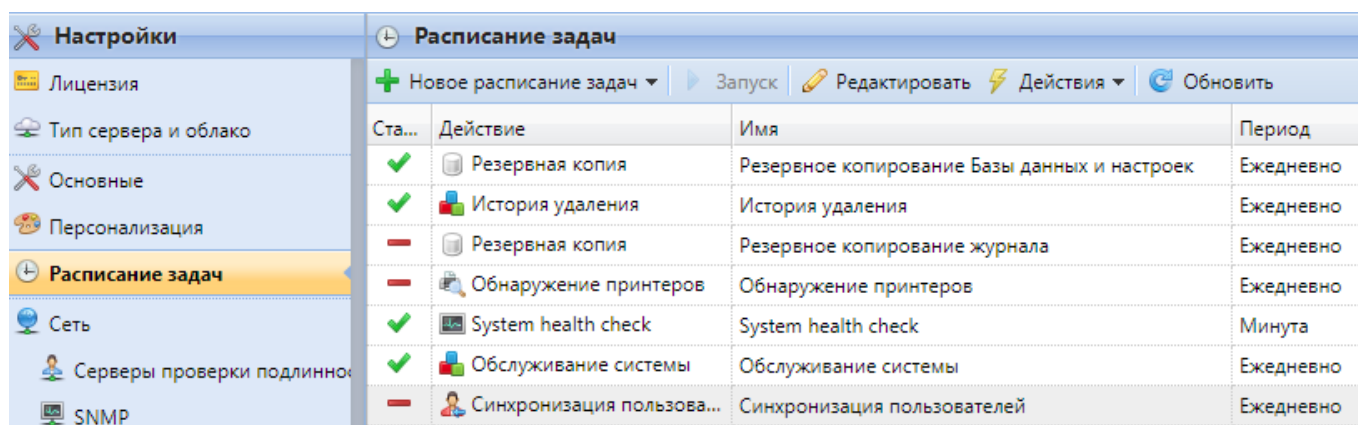 Настройки
Лицензия
Тип сервера и облако
Основные
Персонализация
Расписание задач
Сеть
Серверы проверки подлиннос
SNMP
Расписание задач
Новое расписание задач Запуск Редактировать Действия Обновить
Ста... Действие Имя Период
Резервная копия Резервное копирование Базы данных и настроек Ежедневно
История удаления История удаления Ежедневно
Резервная копия Резервное копирование журнала Ежедневно
Обнаружение принтеров Обнаружение принтеров Ежедневно
System health check System health check Минута
Обслуживание системы Обслуживание системы Ежедневно
Синхронизация пользова... Синхронизация пользователей Ежедневно